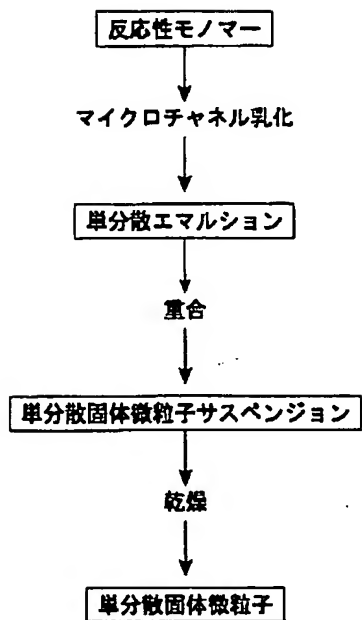 反応性モノマー
マイクロチャネル乳化
単分散エマルション
重合
単分散固体微粒子サスペンジョン
乾燥
単分散固体微粒子